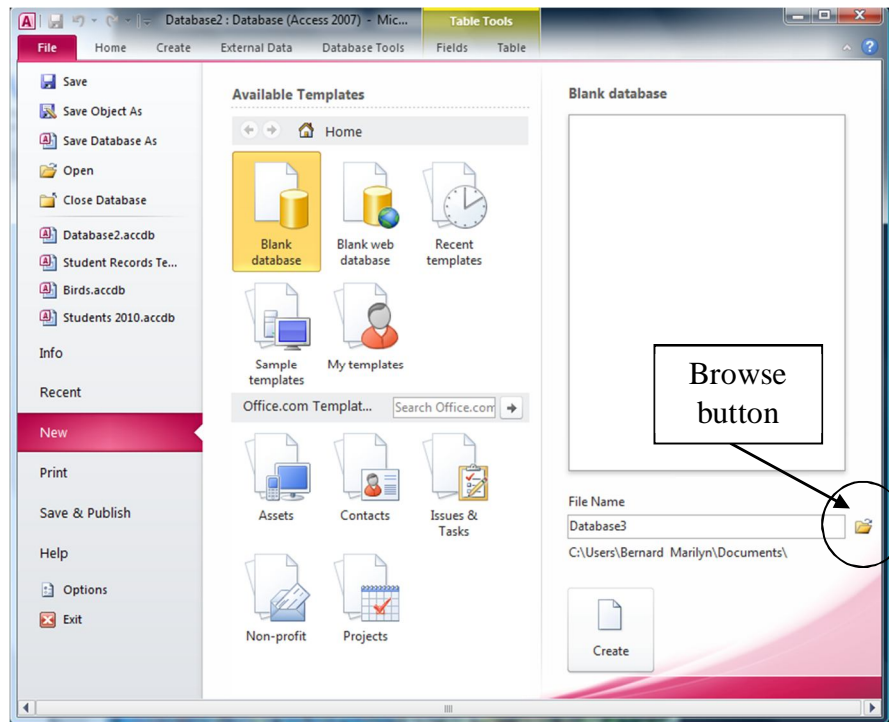 Database2 : Database (Access 2007) - Mic...
Table Tools
File Home Create External Data Database Tools Fields Table
Save
Save Object As
Save Database As
Open
Close Database
Database2.accdb
Student Records Te...
Birds.accdb
Students 2010.accdb
Info
Recent
New
Print
Save & Publish
Help
Options
Exit
Available Templates
Home
Blank
database
Blank web
database
Recent
templates
Sample
templates
My templates
Office.com Templat...
Search Office.com
Assets
Contacts
Issues &
Tasks
Non-profit
Projects
Blank database
Browse
button
File Name
Database3
C:\Users\Bernard Marilyn\Documents\
Create